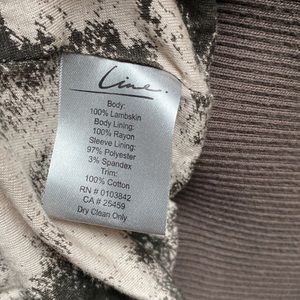 Line.
Body:
100% Lambskin
Body Lining:
100% Rayon
Sleeve Lining:
97% Polyester
3% Spandex
Trim:
100% Cotton
RN # 0103842
CA # 25459
Dry Clean Only